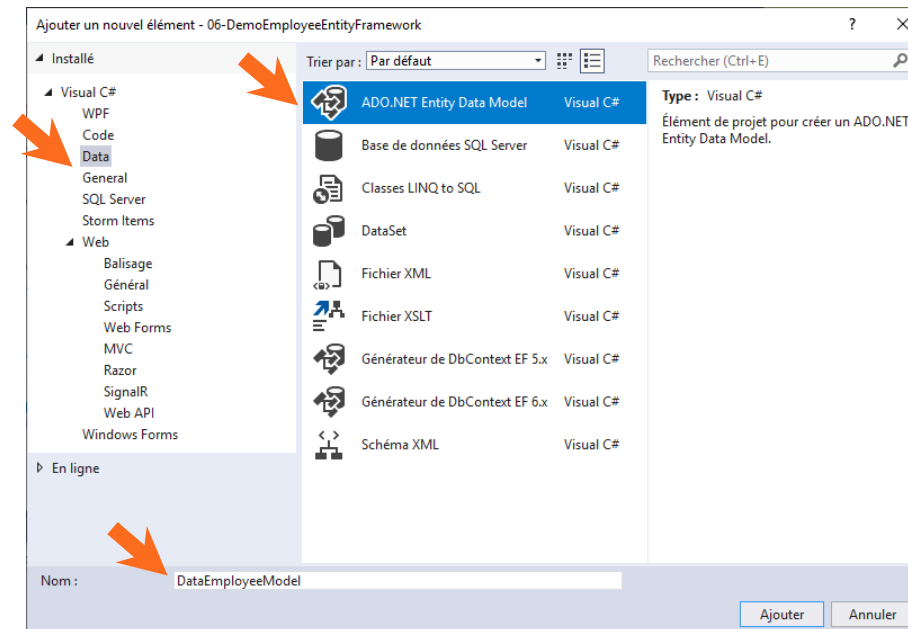 Ajouter un nouvel élément - 06-DemoEmployeeEntityFramework
Installé
Trier par : Par défaut
Rechercher (Ctrl+E)
Visual C#
WPF
Code
Data
General
SQL Server
Storm Items
Web
Balisage
Général
Scripts
Web Forms
MVC
Razor
SignalR
Web API
Windows Forms
En ligne
ADO.NET Entity Data Model Visual C#
Base de données SQL Server Visual C#
Classes LINQ to SQL Visual C#
DataSet Visual C#
Fichier XML Visual C#
Fichier XSLT Visual C#
Générateur de DbContext EF 5.x Visual C#
Générateur de DbContext EF 6.x Visual C#
Schéma XML Visual C#
Type : Visual C#
Élément de projet pour créer un ADO.NET
Entity Data Model.
Nom : DataEmployeeModel
Ajouter Annuler